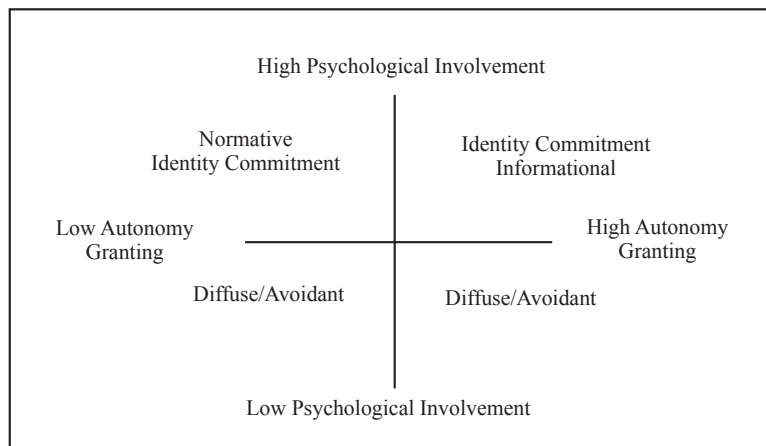 High Psychological Involvement
Normative
Identity Commitment
Identity Commitment
Informational
Low Autonomy
Granting
High Autonomy
Granting
Diffuse/Avoidant
Diffuse/Avoidant
Low Psychological Involvement